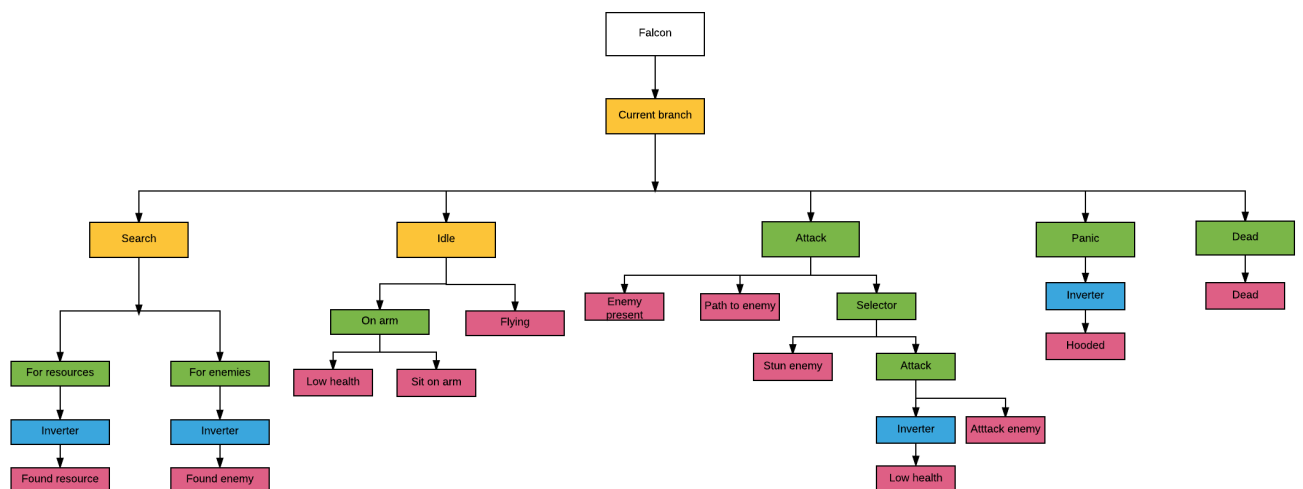 Falcon
Current branch
Search
Idle
Attack
Panic
Dead
Enemy
present
Path to enemy
Selector
Inverter
Dead
On arm
Flying
Hooded
Stun enemy
Attack
For resources
For enemies
Low health
Sit on arm
Inverter
Inverter
Inverter
Atttack enemy
Found resource
Found enemy
Low health